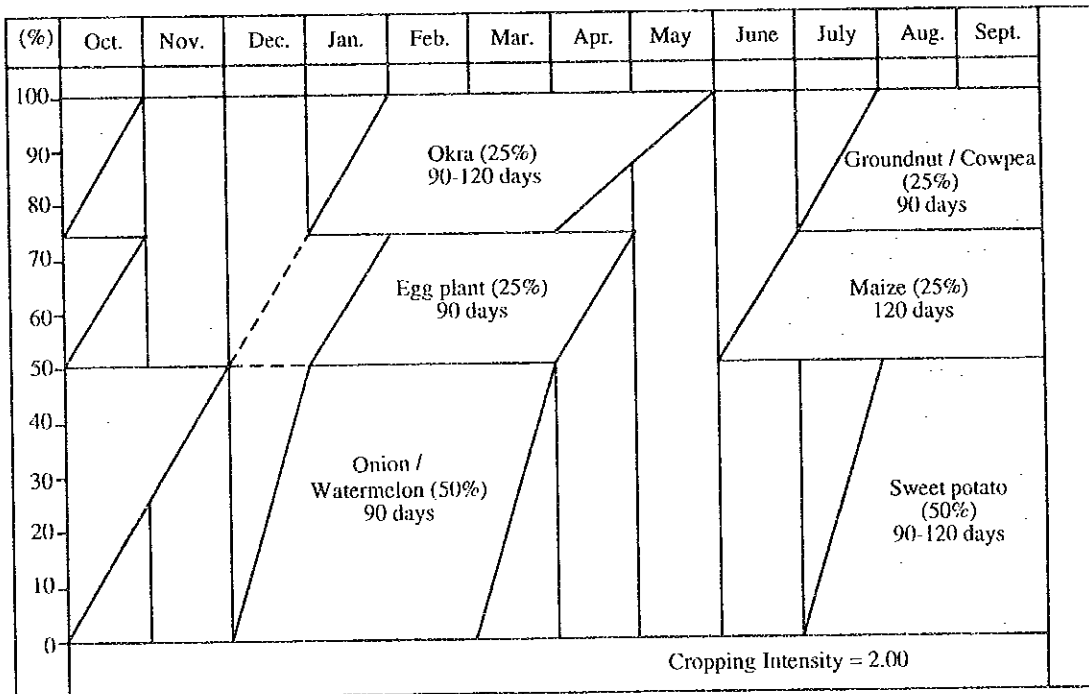 (%) Oct. Nov. Dec. Jan. Feb. Mar. Apr. May June July Aug. Sept.
100
90
80
70
60
50
40
30
20
10
0
Okra (25%)
90-120 days
Groundnut / Cowpea
(25%)
90 days
Egg plant (25%)
90 days
Maize (25%)
120 days
Onion /
Watermelon (50%)
90 days
Sweet potato
(50%)
90-120 days
Cropping Intensity = 2.00